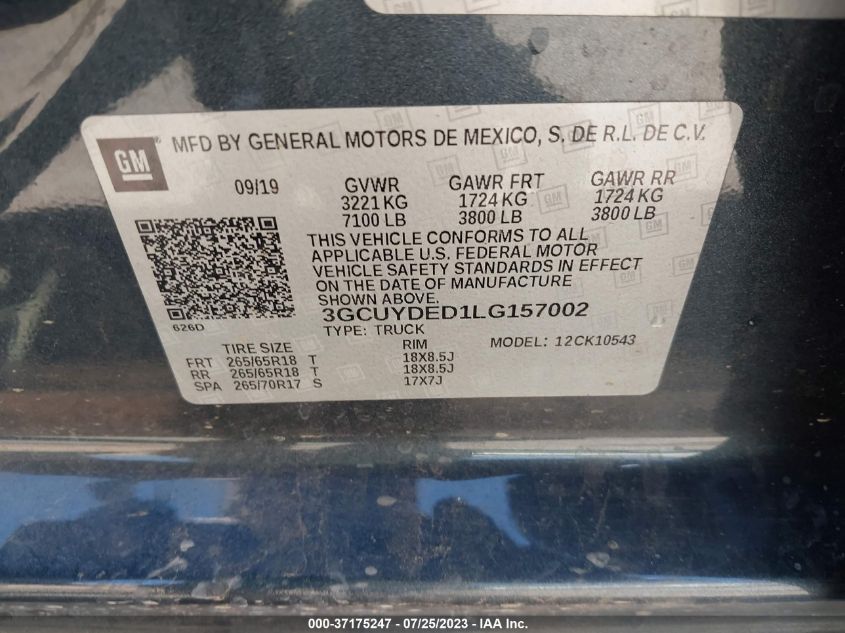 GM MFD BY GENERAL MOTORS DE MEXICO, S. DE R.L. DE C.V.
09/19 GVWR GAWR FRT GAWR RR
3221 KG 1724 KG 1724 KG
7100 LB 3800 LB 3800 LB
THIS VEHICLE CONFORMS TO ALL
APPLICABLE U.S. FEDERAL MOTOR
VEHICLE SAFETY STANDARDS IN EFFECT
ON THE DATE OF MANUFACTURE
SHOWN ABOVE.
626D 3GCUYDED1LG157002
TYPE: TRUCK MODEL: 12CK10543
TIRE SIZE RIM
FRT 265/65R18 T 18X8.5J
RR 265/65R18 T 18X8.5J
SPA 265/70R17 S 17X7J
000-37175247 - 07/25/2023 - IAA Inc.